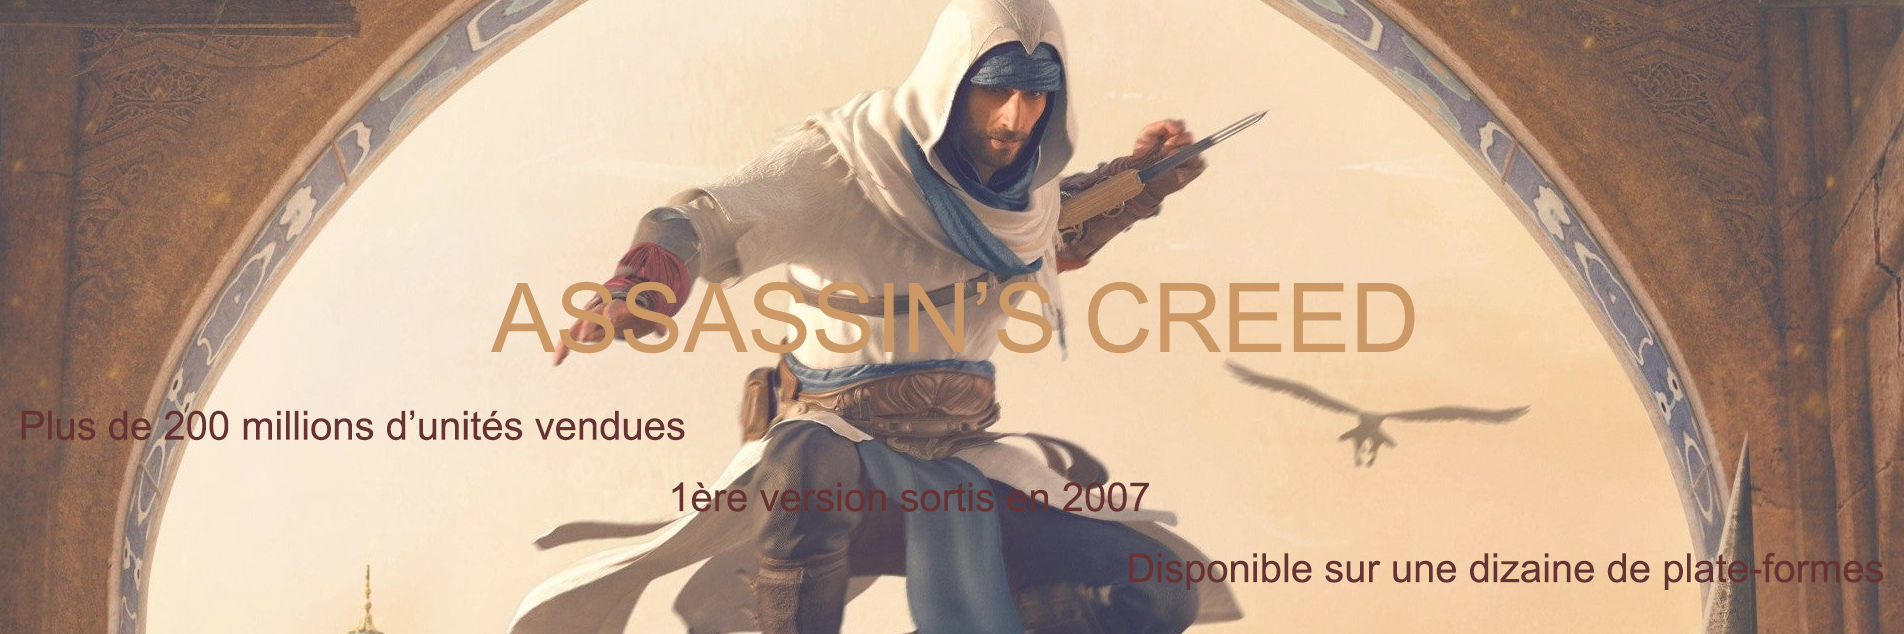 ASSASSIN’S CREED
Plus de 200 millions d’unités vendues
1ère version sortis en 2007
Disponible sur une dizaine de plate-formes